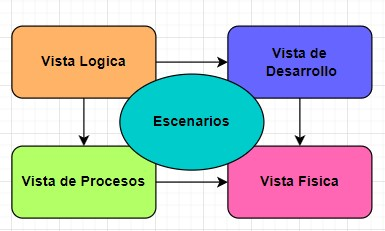 Vista Logica
Vista de
Desarrollo
Escenarios
Vista de Procesos
Vista Fisica